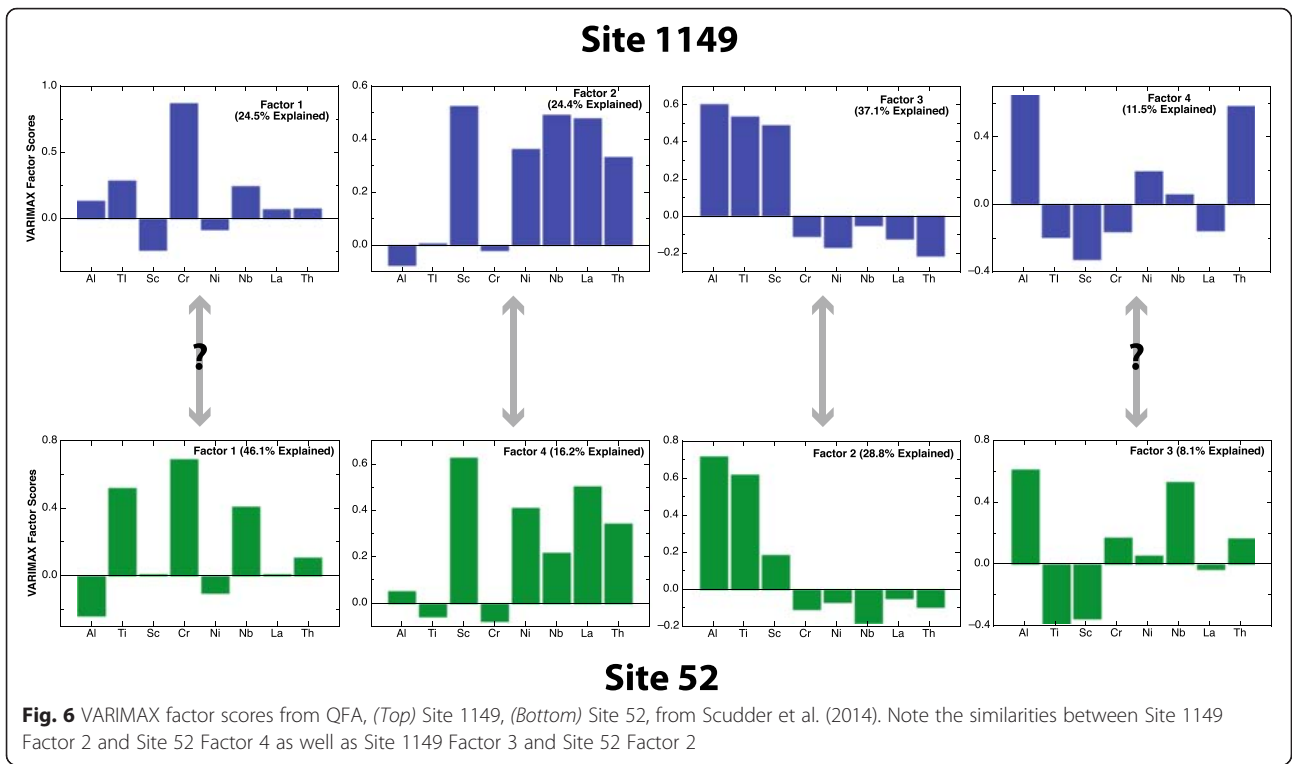 Site 1149
VARIMAX Factor Scores
1.0
0.5
0.0
Factor 1
(24.5% Explained)
Al Tl Sc Cr Ni Nb La Th
0.6
0.4
0.2
0.0
Factor 2
(24.4% Explained)
Al Tl Sc Cr Ni Nb La Th
0.6
0.4
0.2
0.0
−0.2
Factor 3
(37.1% Explained)
Al Tl Sc Cr Ni Nb La Th
0.4
0.0
−0.4
Factor 4
(11.5% Explained)
Al Tl Sc Cr Ni Nb La Th
?
?
VARIMAX Factor Scores
0.8
0.4
0.0
Factor 1 (46.1% Explained)
Al Ti Sc Cr Ni Nb La Th
0.6
0.4
0.2
0.0
Factor 4 (16.2% Explained)
Al Ti Sc Cr Ni Nb La Th
0.8
0.6
0.4
0.2
0.0
−0.2
Factor 2 (28.8% Explained)
Al Ti Sc Cr Ni Nb La Th
0.8
0.4
0.0
−0.4
Factor 3 (8.1% Explained)
Al Ti Sc Cr Ni Nb La Th
Site 52
Fig. 6 VARIMAX factor scores from QFA, (Top) Site 1149, (Bottom) Site 52, from Scudder et al. (2014). Note the similarities between Site 1149
Factor 2 and Site 52 Factor 4 as well as Site 1149 Factor 3 and Site 52 Factor 2